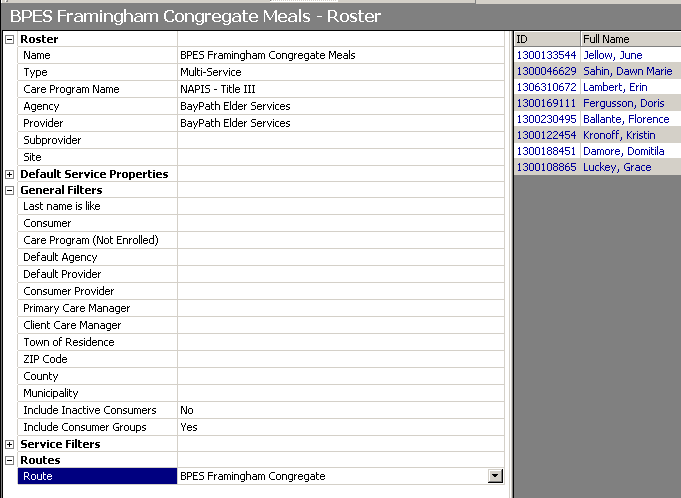 BPES Framingham Congregate Meals - Roster
Roster
Name BPES Framingham Congregate Meals
Type Multi-Service
Care Program Name NAPIS - Title III
Agency BayPath Elder Services
Provider BayPath Elder Services
Subprovider
Site
Default Service Properties
General Filters
Last name is like
Consumer
Care Program (Not Enrolled)
Default Agency
Default Provider
Consumer Provider
Primary Care Manager
Client Care Manager
Town of Residence
ZIP Code
County
Municipality
Include Inactive Consumers No
Include Consumer Groups Yes
Service Filters
Routes
Route BPES Framingham Congregate
ID Full Name
1300133544 Jellow, June
1300046629 Sahin, Dawn Marie
1306310672 Lambert, Erin
1300169111 Fergusson, Doris
1300230495 Ballante, Florence
1300122454 Kronoff, Kristin
1300188451 Damore, Domitila
1300108865 Luckey, Grace